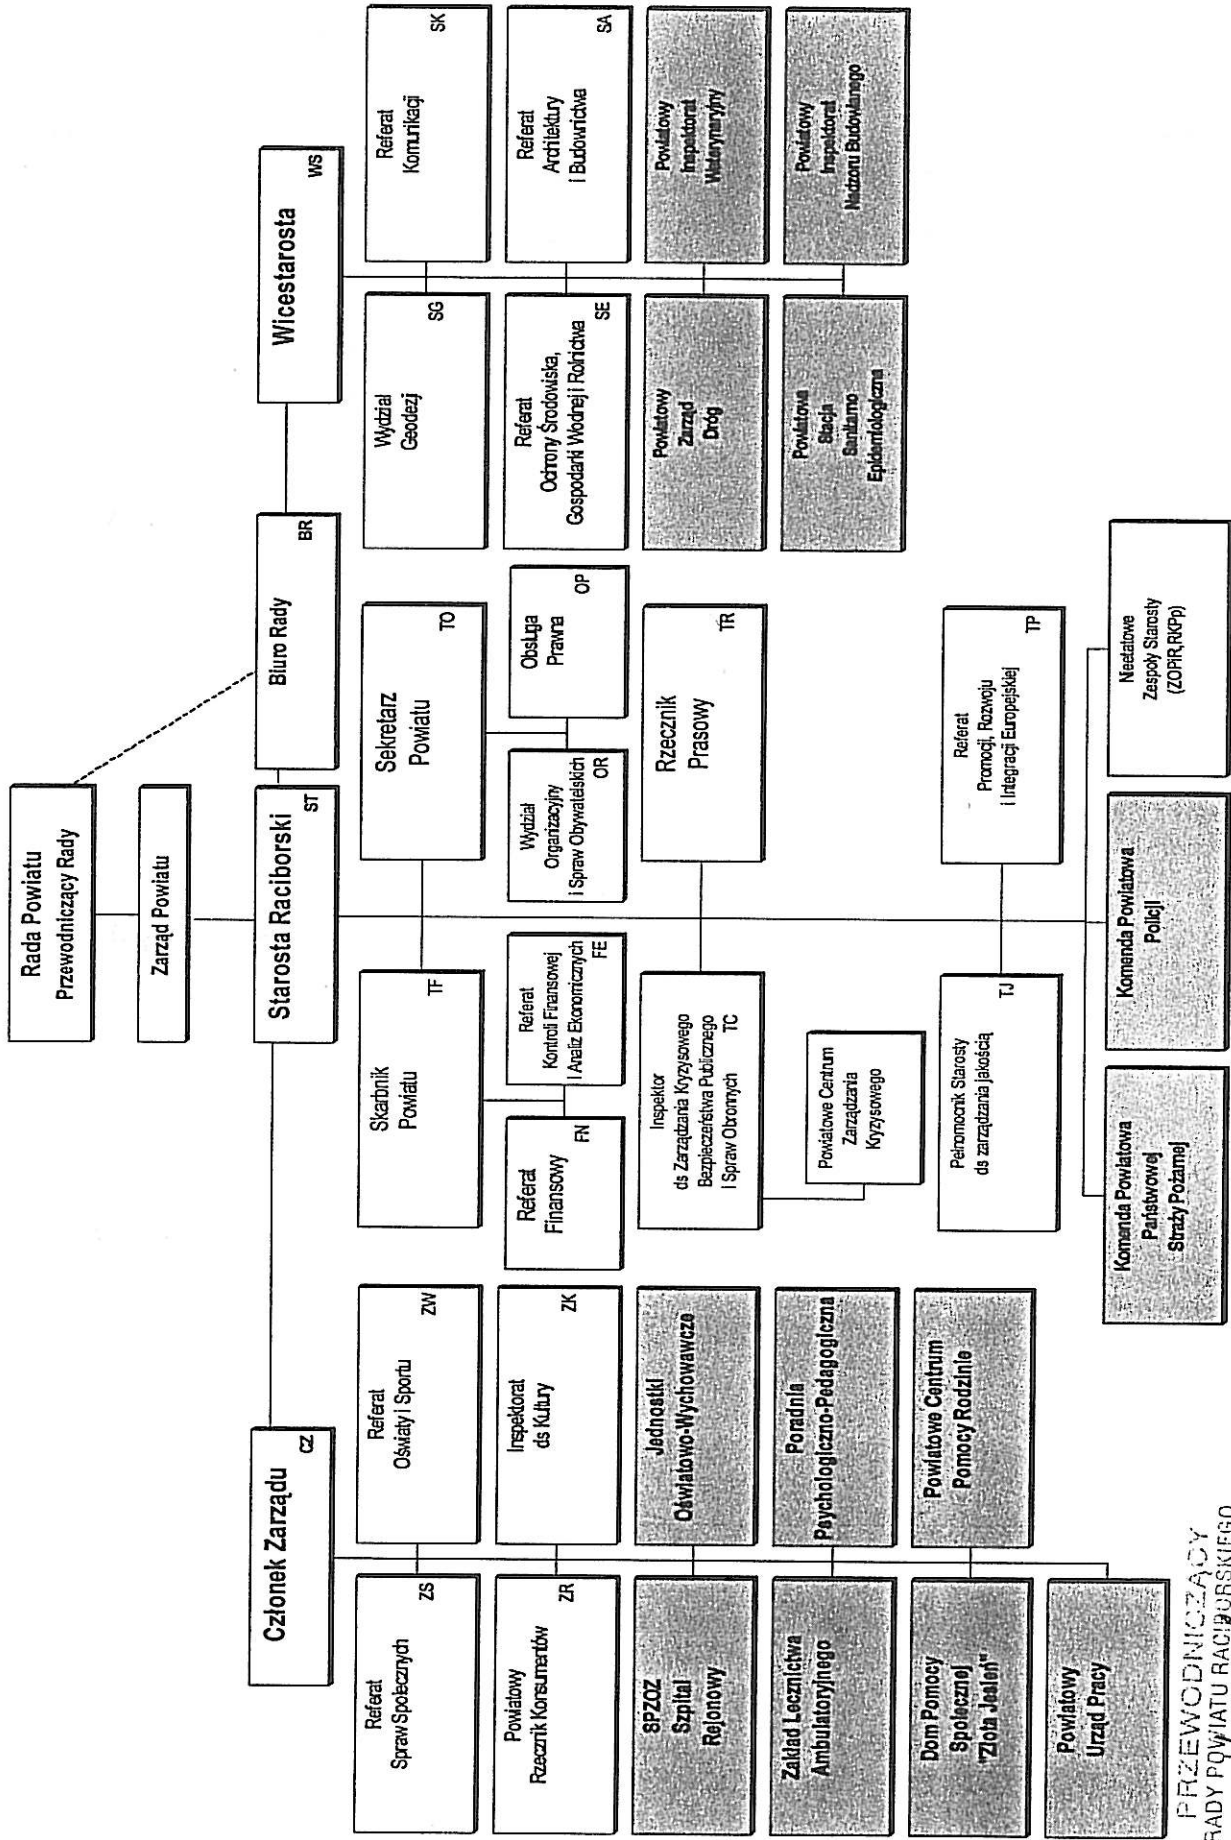 Rada Powiatu
Przewodniczący Rady
Zarząd Powiatu
Starosta Raciborski
ST
Biuro Rady
BR
Członek Zarządu
CZ
Wicestarosta
WS
Referat
Spraw Społecznych
ZS
Referat
Oświaty i Sportu
ZW
Powiatowy
Rzecznik Konsumentów
ZR
Inspektorat
ds Kultury
ZK
SPZOZ
Szpital
Rejonowy
Jednostki
Oświatowo-Wychowawcze
Zakład Lecznictwa
Ambulatoryjnego
Poradnia
Psychologiczno-Pedagogiczna
Dom Pomocy
Społecznej
"Złota Jesień"
Powiatowe Centrum
Pomocy Rodzinie
Powiatowy
Urząd Pracy
Skarbnik
Powiatu
TF
Sekretarz
Powiatu
TO
Referat
Finansowy
FN
Referat
Kontroli Finansowej
i Analiz Ekonomicznych
FE
Wydział
Organizacyjny
i Spraw Obywatelskich
OR
Obsługa
Prawna
OP
Inspektor
ds Zarządzania Kryzysowego
Bezpieczeństwa Publicznego
i Spraw Obronnych TC
Rzecznik
Prasowy
TR
Powiatowe Centrum
Zarządzania
Kryzysowego
Pełnomocnik Starosty
ds zarządzania jakością
TJ
Referat
Promocji, Rozwoju
i Integracji Europejskiej
TP
Komenda Powiatowa
Państwowej
Straży Pożarnej
Komenda Powiatowa
Policji
Nieetatowe
Zespoły Starosty
(ZOPiR,RKPp)
Wydział
Geodezji
SG
Referat
Komunikacji
SK
Referat
Ochrony Środowiska,
Gospodarki Wodnej i Rolnictwa
SE
Referat
Architektury
i Budownictwa
SA
Powiatowy
Zarząd
Dróg
Powiatowy
Inspektorat
Weterynaryjny
Powiatowa
Stacja
Sanitarno
Epidemiologiczna
Powiatowy
Inspektorat
Nadzoru Budowlanego
PRZEWODNICZĄCY
RADY POWIATU RACIBORSKIEGO